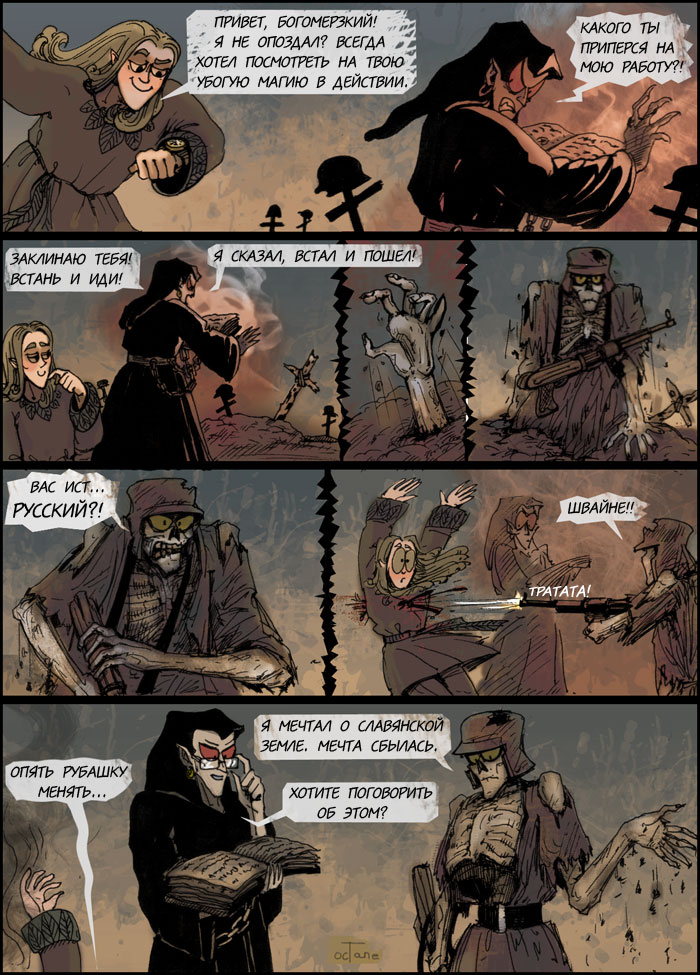 ПРИВЕТ, БОГОМЕРЗКИЙ!
Я НЕ ОПОЗДАЛ? ВСЕГДА
ХОТЕЛ ПОСМОТРЕТЬ НА ТВОЮ
УБОГУЮ МАГИЮ В ДЕЙСТВИИ.
КАКОГО ТЫ
ПРИПЕРСЯ НА
МОЮ РАБОТУ?!
ЗАКЛИНАЮ ТЕБЯ!
ВСТАНЬ И ИДИ!
Я СКАЗАЛ, ВСТАЛ И ПОШЕЛ!
ВАС ИСТ...
РУССКИЙ?!
ШВАЙНЕ!!
ТРАТАТА!
Я МЕЧТАЛ О СЛАВЯНСКОЙ
ЗЕМЛЕ. МЕЧТА СБЫЛАСЬ.
ОПЯТЬ РУБАШКУ
МЕНЯТЬ...
ХОТИТЕ ПОГОВОРИТЬ
ОБ ЭТОМ?
ocTane